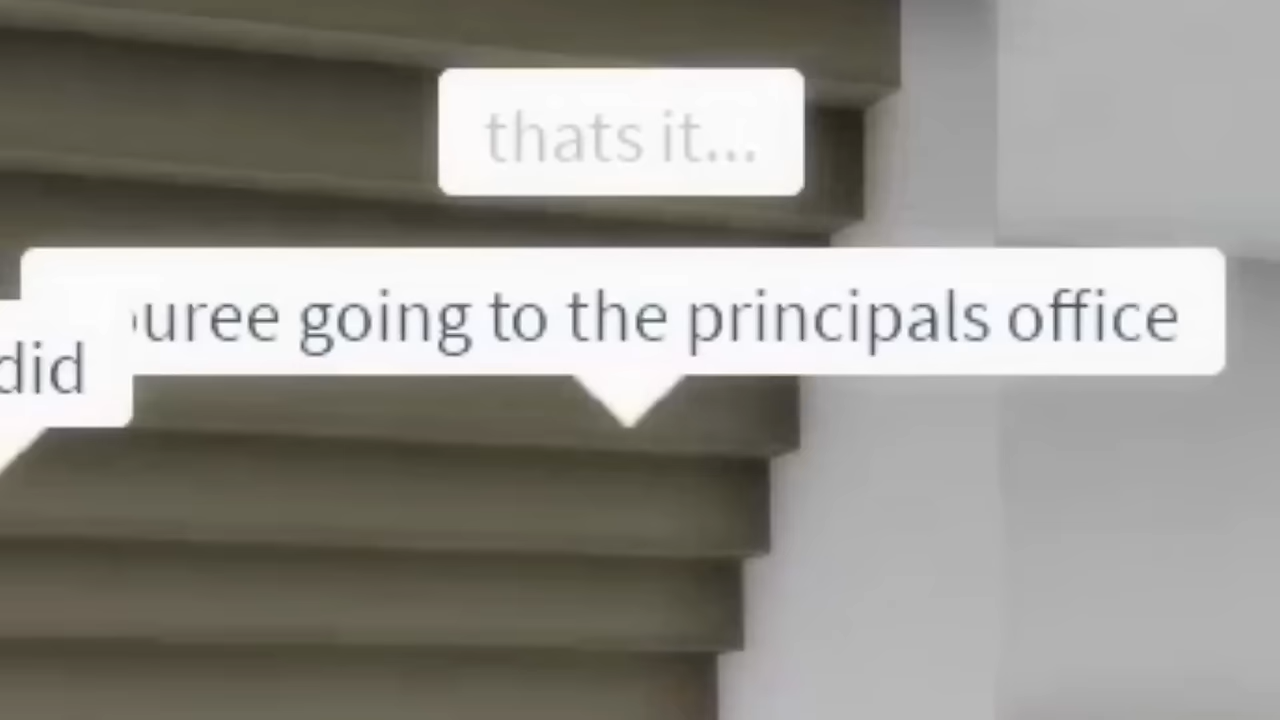 thats it...
uree going to the principals office
did